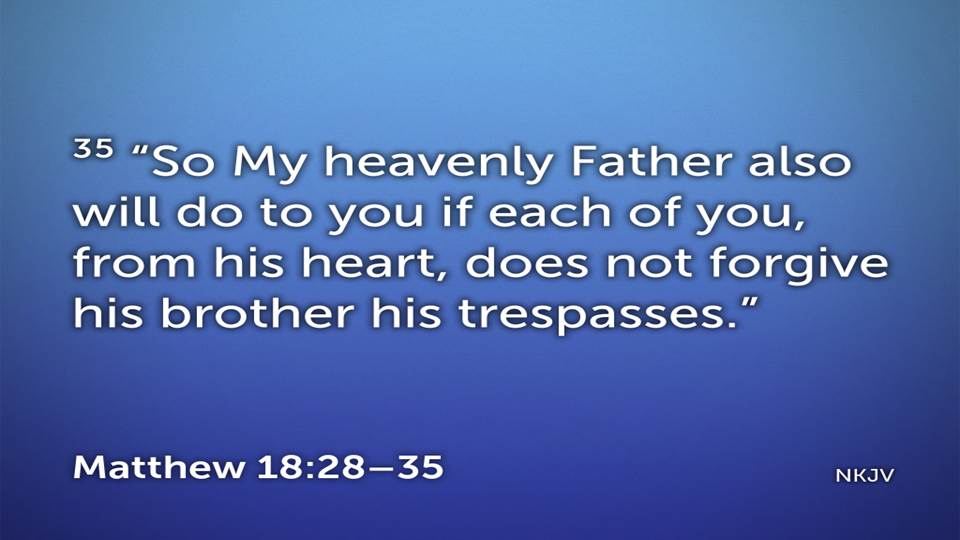 35 “So My heavenly Father also
will do to you if each of you,
from his heart, does not forgive
his brother his trespasses.”
Matthew 18:28–35
NKJV